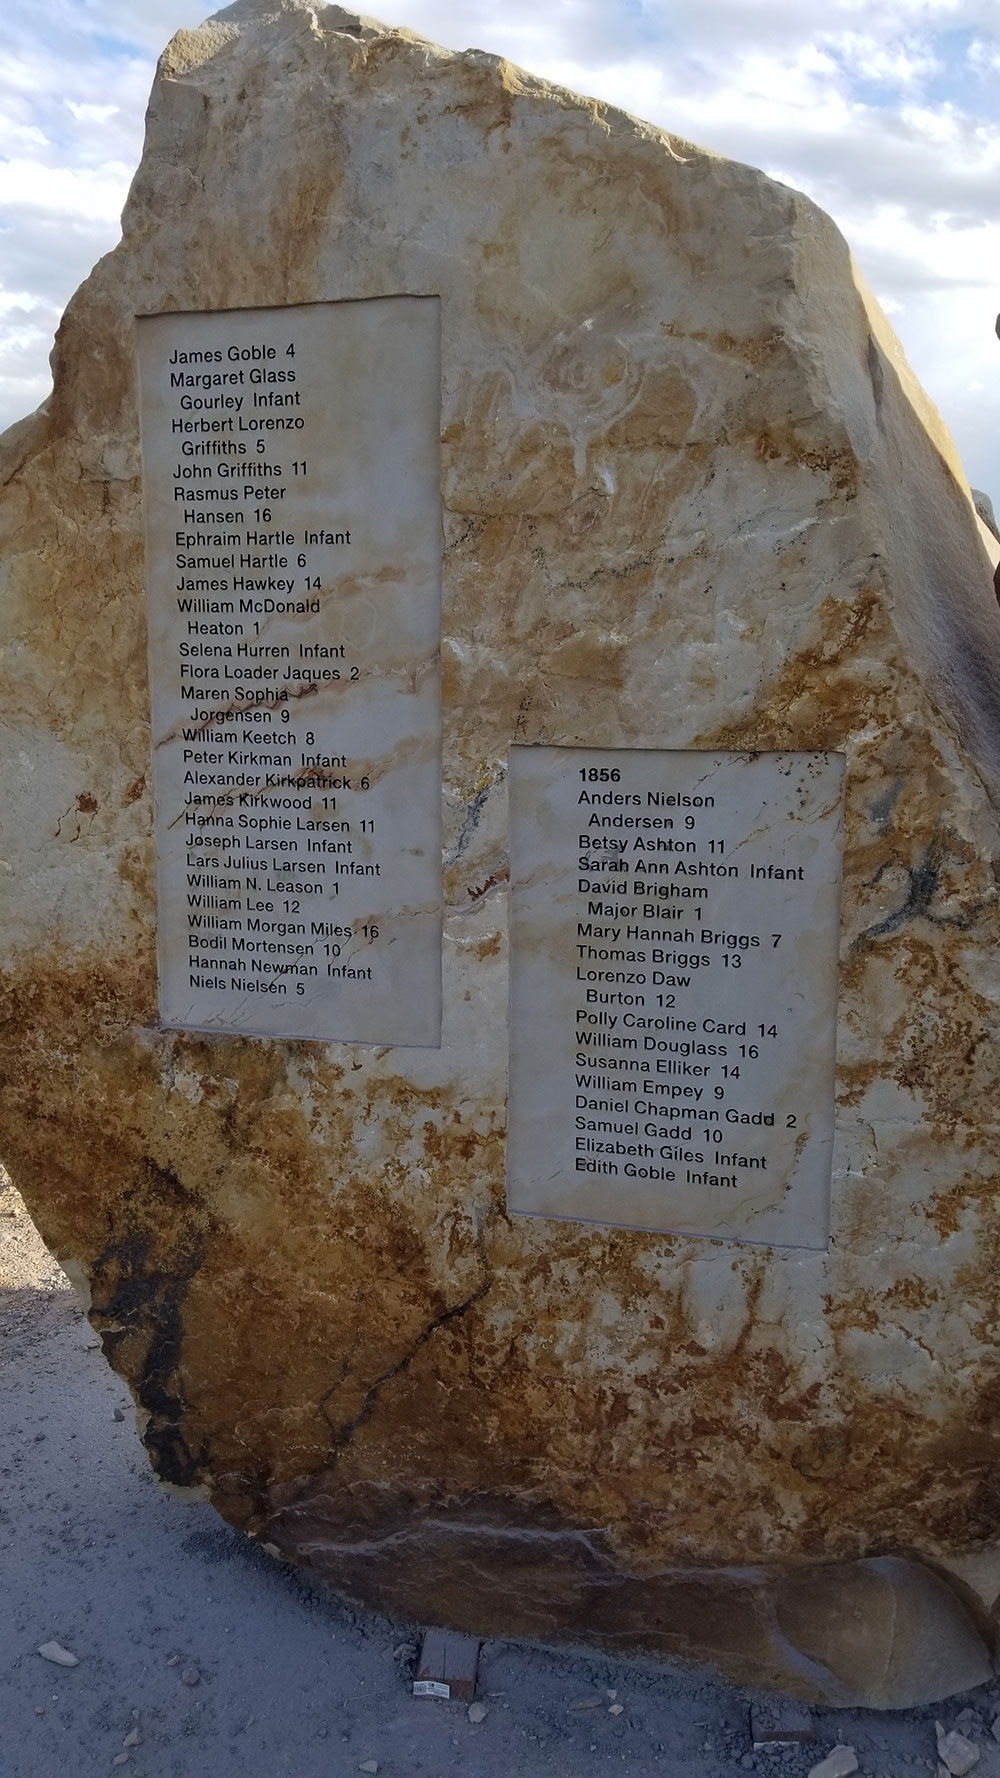 James Goble 4
Margaret Glass
Gourley Infant
Herbert Lorenzo
Griffiths 5
John Griffiths 11
Rasmus Peter
Hansen 16
Ephraim Hartle Infant
Samuel Hartle 6
James Hawkey 14
William McDonald
Heaton 1
Selena Hurren Infant
Flora Loader Jaques 2
Maren Sophia
Jorgensen 9
William Keetch 8
Peter Kirkman Infant
Alexander Kirkpatrick 6
James Kirkwood 11
Hanna Sophie Larsen 11
Joseph Larsen Infant
Lars Julius Larsen Infant
William N. Leason 1
William Lee 12
William Morgan Miles 16
Bodil Mortensen 10
Hannah Newman Infant
Niels Nielsen 5
1856
Anders Nielson
Andersen 9
Betsy Ashton 11
Sarah Ann Ashton Infant
David Brigham
Major Blair 1
Mary Hannah Briggs 7
Thomas Briggs 13
Lorenzo Daw
Burton 12
Polly Caroline Card 14
William Douglass 16
Susanna Elliker 14
William Empey 9
Daniel Chapman Gadd 2
Samuel Gadd 10
Elizabeth Giles Infant
Edith Goble Infant